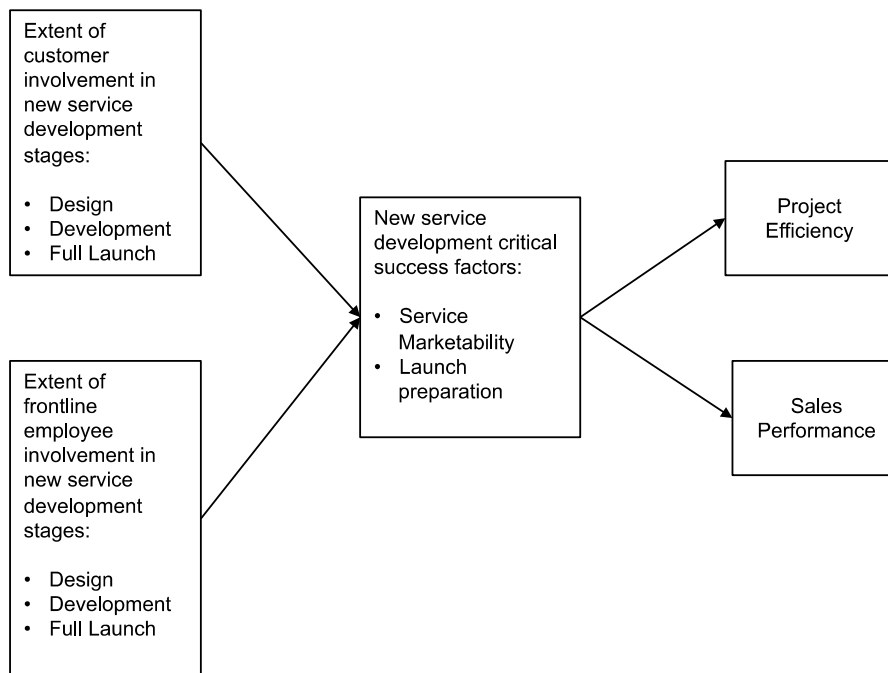 Extent of
customer
involvement in
new service
development
stages:
• Design
• Development
• Full Launch
Extent of
frontline
employee
involvement in
new service
development
stages:
• Design
• Development
• Full Launch
New service
development critical
success factors:
• Service
Marketability
• Launch
preparation
Project
Efficiency
Sales
Performance